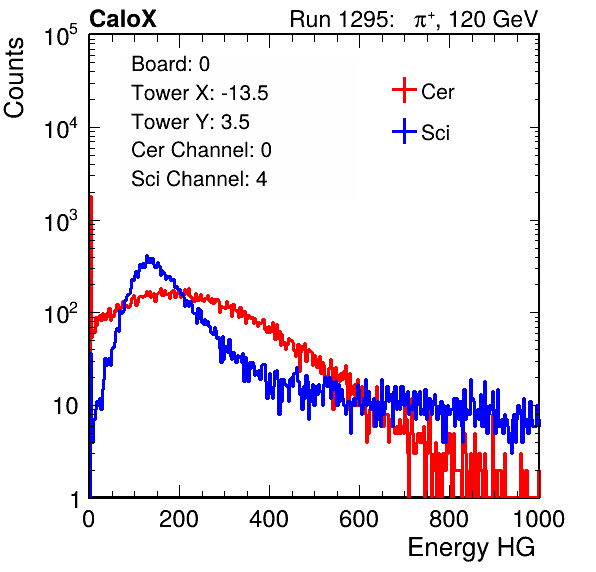 CaloX Run 1295: π⁺, 120 GeV
Counts
10⁵
10⁴
10³
10²
10
1
Board: 0
Tower X: -13.5
Tower Y: 3.5
Cer Channel: 0
Sci Channel: 4
Cer
Sci
0 200 400 600 800 1000
Energy HG